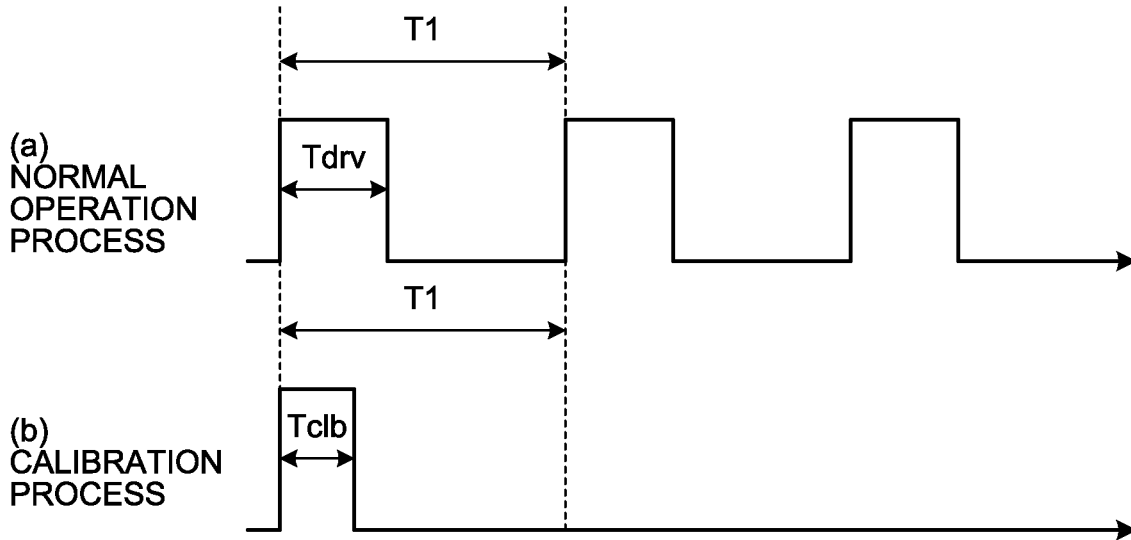 T1
(a)
NORMAL
OPERATION
PROCESS
Tdrv
T1
(b)
CALIBRATION
PROCESS
Tclb